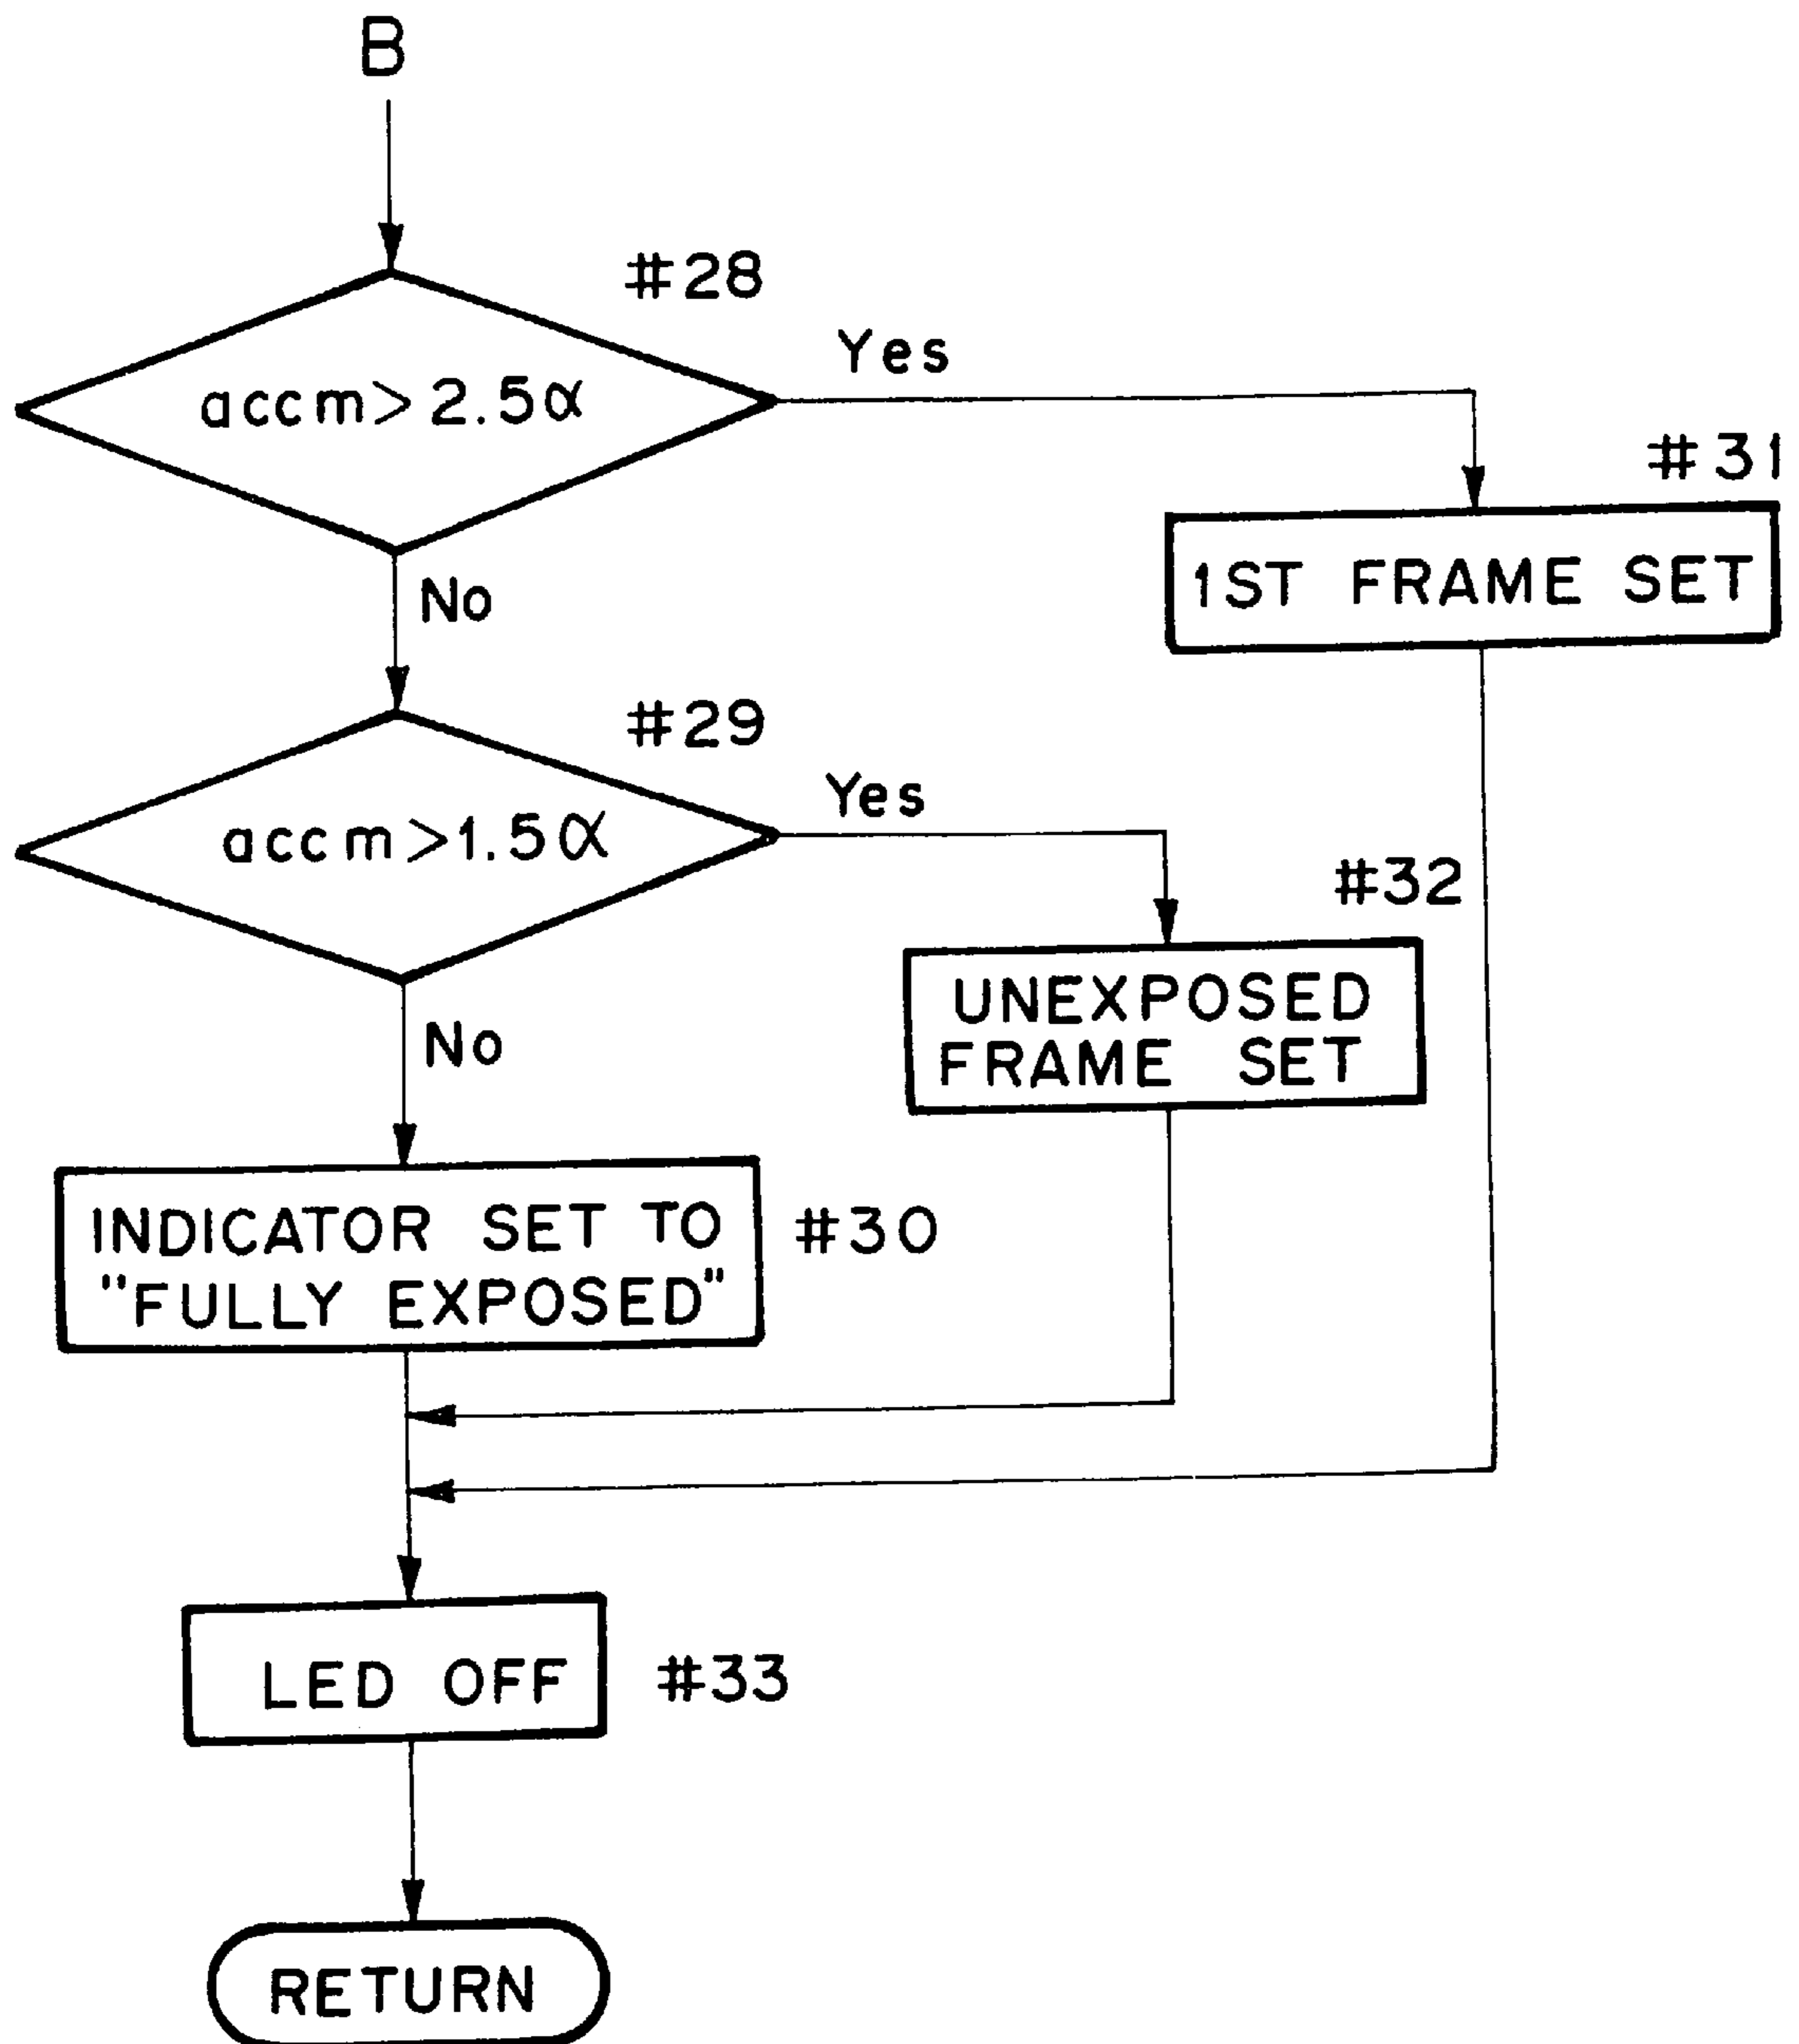 B
#28
accm>2.5α
Yes
#31
1ST FRAME SET
No
#29
accm>1.5α
Yes
#32
UNEXPOSED
FRAME SET
No
INDICATOR SET TO
"FULLY EXPOSED"
#30
LED OFF
#33
RETURN